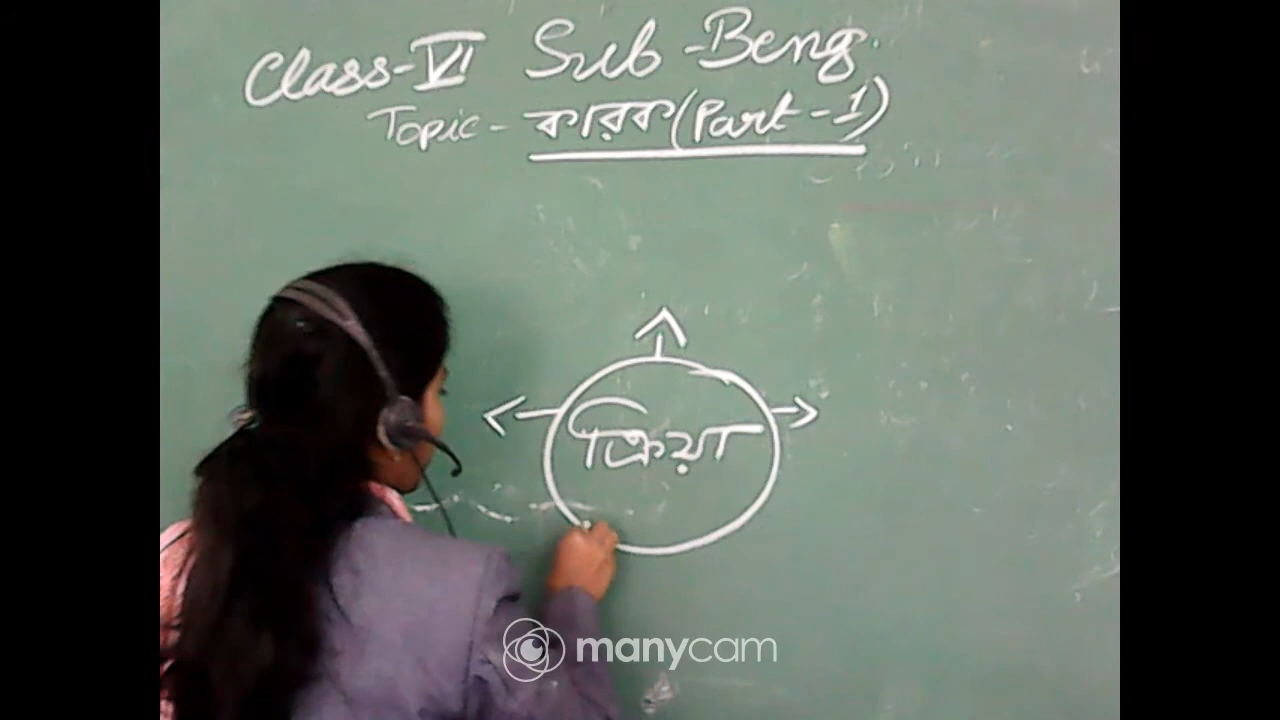 Class-VI Sub-Beng.
Topic - কারক (Part - 1)
ক্রিয়া
manycam